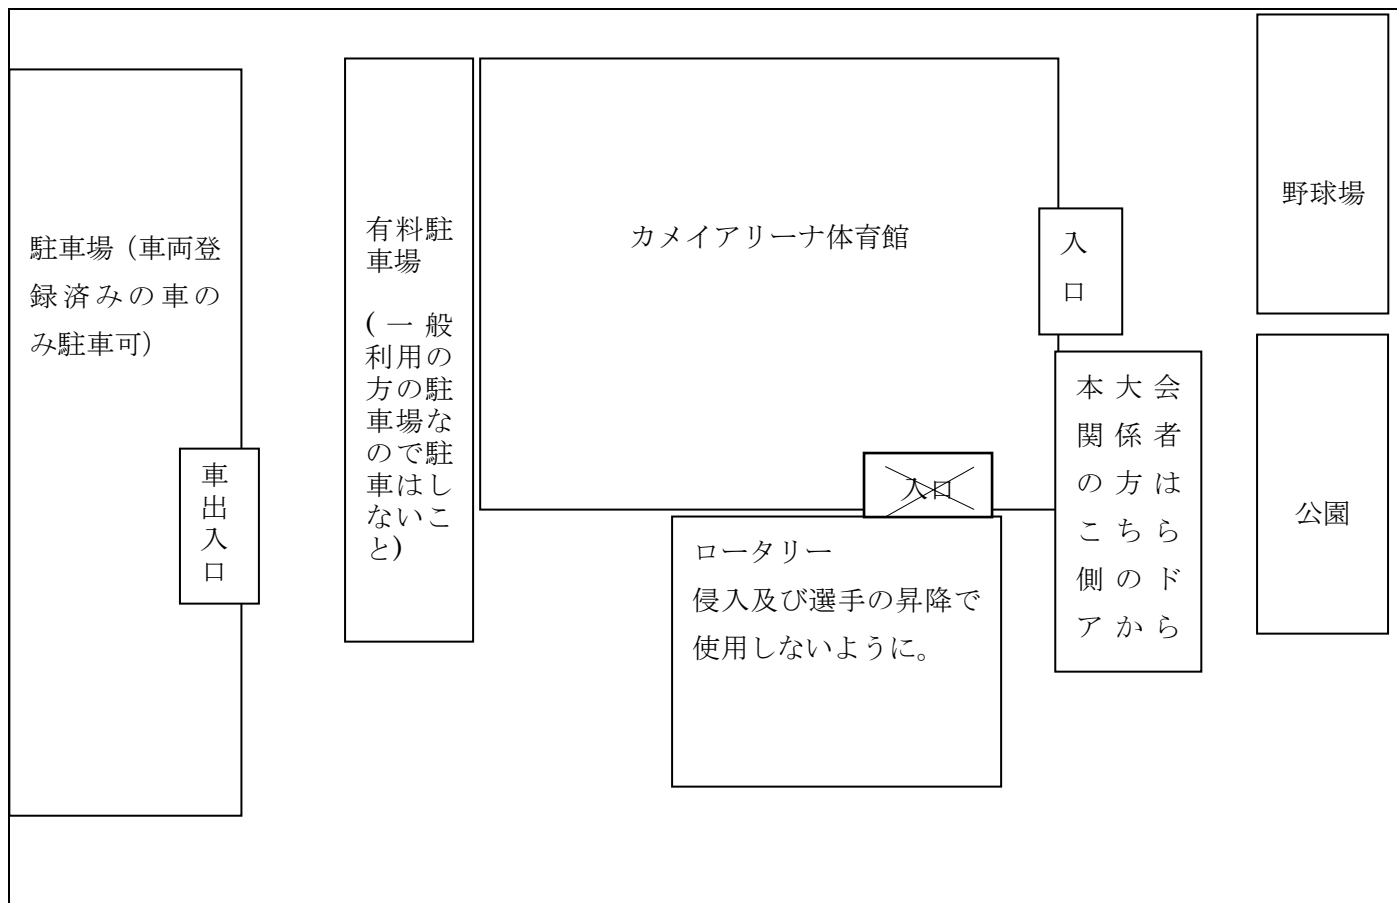 駐車場（車両登
録済みの車の
み駐車可）
車
出
入
口
有料駐
車場
(一般
利用の
方の駐
車場な
ので駐
車はし
ないこ
と)
カメイアリーナ体育館
入
口
入口
ロータリー
侵入及び選手の昇降で
使用しないように。
本大会
関係者
の方は
こちら
側のド
アから
野球場
公園